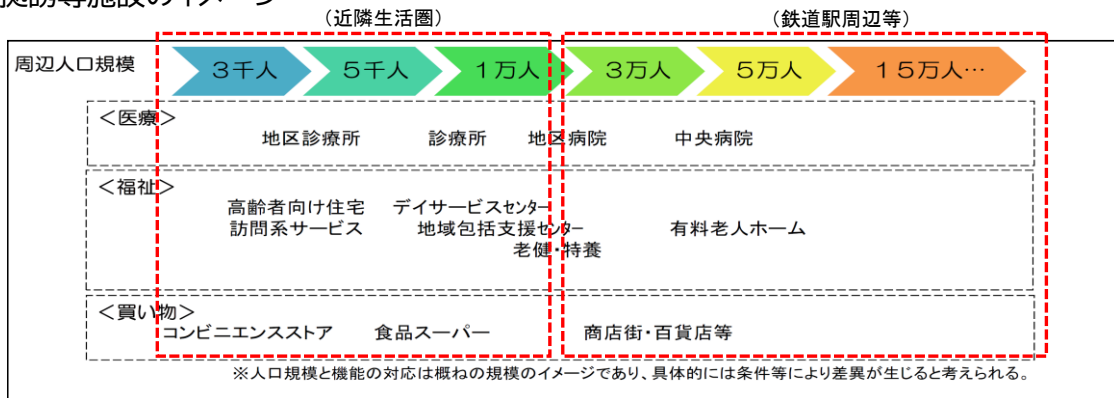 誘導施設のイメージ
（近隣生活圏）
（鉄道駅周辺等）
周辺人口規模
３千人
５千人
１万人
３万人
５万人
１５万人…
＜医療＞
地区診療所
診療所
地区病院
中央病院
＜福祉＞
高齢者向け住宅
デイサービスセンター
訪問系サービス
地域包括支援センター
有料老人ホーム
老健・特養
＜買い物＞
コンビニエンスストア
食品スーパー
商店街・百貨店等
※人口規模と機能の対応は概ねの規模のイメージであり、具体的には条件等により差異が生じると考えられる。